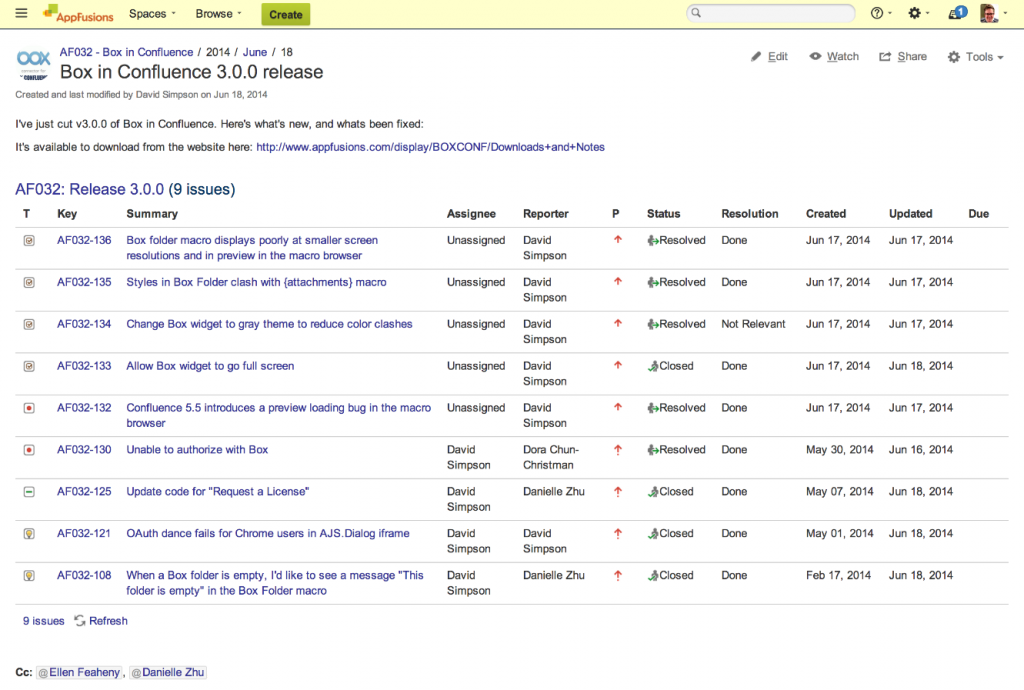 AppFusions Spaces Browse Create 1
AF032 - Box in Confluence / 2014 / June / 18
Box in Confluence 3.0.0 release
Edit Watch Share Tools
Created and last modified by David Simpson on Jun 18, 2014
I've just cut v3.0.0 of Box in Confluence. Here's what's new, and whats been fixed:
It's available to download from the website here: http://www.appfusions.com/display/BOXCONF/Downloads+and+Notes
AF032: Release 3.0.0 (9 issues)
T Key Summary Assignee Reporter P Status Resolution Created Updated Due
AF032-136 Box folder macro displays poorly at smaller screen Unassigned David Resolved Done Jun 17, 2014 Jun 17, 2014
resolutions and in preview in the macro browser Simpson
AF032-135 Styles in Box Folder clash with {attachments} macro Unassigned David Resolved Done Jun 17, 2014 Jun 17, 2014
Simpson
AF032-134 Change Box widget to gray theme to reduce color clashes Unassigned David Resolved Not Relevant Jun 17, 2014 Jun 17, 2014
Simpson
AF032-133 Allow Box widget to go full screen Unassigned David Closed Done Jun 17, 2014 Jun 18, 2014
Simpson
AF032-132 Confluence 5.5 introduces a preview loading bug in the macro Unassigned David Resolved Done Jun 17, 2014 Jun 17, 2014
browser Simpson
AF032-130 Unable to authorize with Box David Dora Chun- Resolved Done May 30, 2014 Jun 16, 2014
Simpson Christman
AF032-125 Update code for "Request a License" David Danielle Zhu Closed Done May 07, 2014 Jun 18, 2014
Simpson
AF032-121 OAuth dance fails for Chrome users in AJS.Dialog iframe David David Closed Done May 01, 2014 Jun 18, 2014
Simpson Simpson
AF032-108 When a Box folder is empty, I'd like to see a message "This David Danielle Zhu Closed Done Feb 17, 2014 Jun 18, 2014
folder is empty" in the Box Folder macro Simpson
9 issues Refresh
Cc: @Ellen Feaheny, @Danielle Zhu